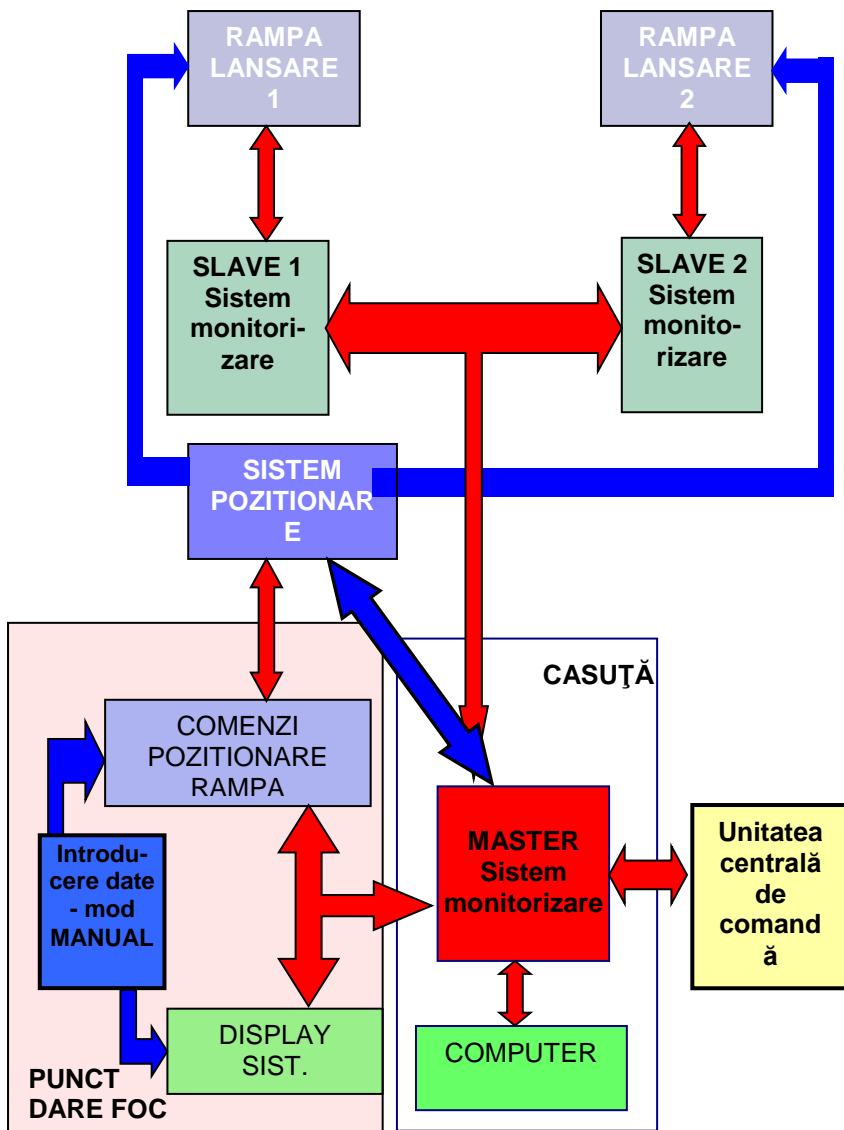 RAMPA
LANSARE
1
RAMPA
LANSARE
2
SLAVE 1
Sistem
monitori-
zare
SLAVE 2
Sistem
monito-
rizare
SISTEM
POZITIONAR
E
CASUŢĂ
COMENZI
POZITIONARE
RAMPA
MASTER
Sistem
monitorizare
Unitatea
centrală
de
comand
ă
Introdu-
cere date
- mod
MANUAL
DISPLAY
SIST.
COMPUTER
PUNCT
DARE FOC